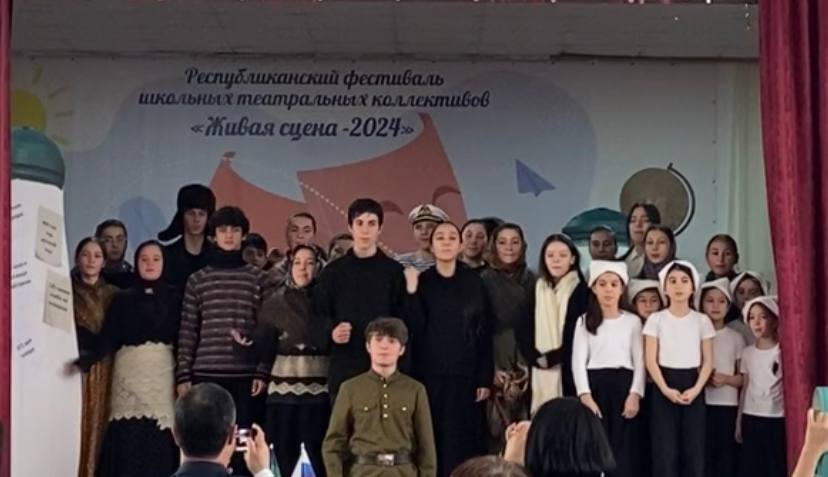 Республиканский фестиваль
школьных театральных коллективов
«Живая сцена -2024»